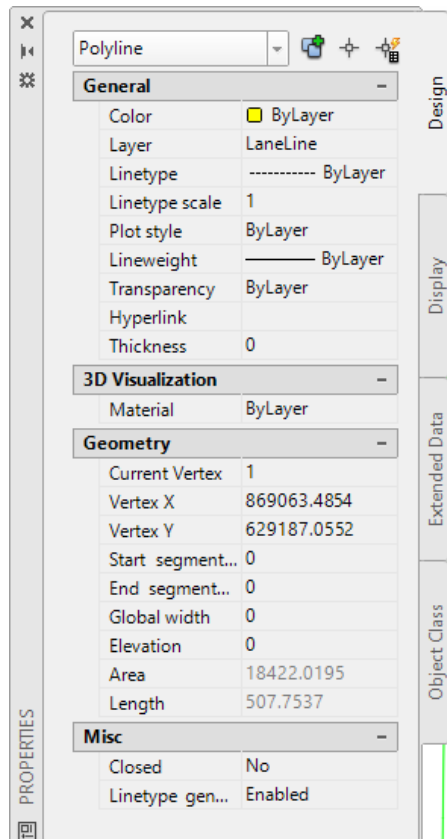 Polyline
General
Color ByLayer
Layer LaneLine
Linetype ByLayer
Linetype scale 1
Plot style ByLayer
Lineweight ByLayer
Transparency ByLayer
Hyperlink
Thickness 0
3D Visualization
Material ByLayer
Geometry
Current Vertex 1
Vertex X 869063.4854
Vertex Y 629187.0552
Start segment... 0
End segment... 0
Global width 0
Elevation 0
Area 18422.0195
Length 507.7537
Misc
Closed No
Linetype gen... Enabled
Design
Display
Extended Data
Object Class
PROPERTIES